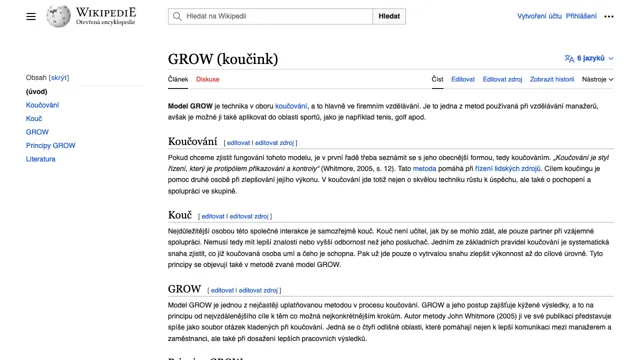 WIKIPEDIE
Otevřená encyklopedie
Hledat na Wikipedii
Hledat
Vytvoření účtu Přihlášení
Obsah [skrýt]
(úvod)
Koučování
Kouč
GROW
Principy GROW
Literatura
GROW (koučink)
6 jazyků
Článek Diskuse
Číst Editovat Editovat zdroj Zobrazit historii Nástroje
Model GROW je technika v oboru koučování, a to hlavně ve firemním vzdělávání. Je to jedna z metod používaná při vzdělávání manažerů,
avšak je možné ji také aplikovat do oblasti sportů, jako je například tenis, golf apod.
Koučování [ editovat | editovat zdroj ]
Pokud chceme zjistit fungování tohoto modelu, je v první řadě třeba seznámit se s jeho obecnější formou, tedy koučováním. „Koučování je styl
řízení, který je protipólem přikazování a kontroly“ (Whitmore, 2005, s. 12). Tato metoda pomáhá při řízení lidských zdrojů. Cílem koučingu je
pomoc druhé osobě při zlepšování jejího výkonu. V koučování jde totiž nejen o skvělou techniku růstu k úspěchu, ale také o pochopení a
spolupráci ve skupině.
Kouč [ editovat | editovat zdroj ]
Nejdůležitější osobou této společné interakce je samozřejmě kouč. Kouč není učitel, jak by se mohlo zdát, ale pouze partner při vzájemné
spolupráci. Nemusí tedy mít lepší znalosti nebo vyšší odbornost než jeho posluchač. Jedním ze základních pravidel koučování je systematická
snaha zjistit, co již koučovaná osoba umí a čeho je schopna. Pak už jde pouze o vytrvalou snahu zlepšit výkonnost až do cílové úrovně. Tyto
principy se objevují také v metodě zvané model GROW.
GROW [ editovat | editovat zdroj ]
Model GROW je jednou z nejčastěji uplatňovanou metodou v procesu koučování. GROW a jeho postup zajišťuje kýžené výsledky, a to na
principu od nejvzdálenějšího cíle k těm co možná nejkonkrétnějším krokům. Autor metody John Whitmore (2005) ji ve své publikaci představuje
spíše jako soubor otázek kladených při koučování. Jedná se o čtyři odlišné oblasti, které pomáhají nejen k lepší komunikaci mezi manažerem a
zaměstnanci, ale také při dosažení lepších pracovních výsledků.